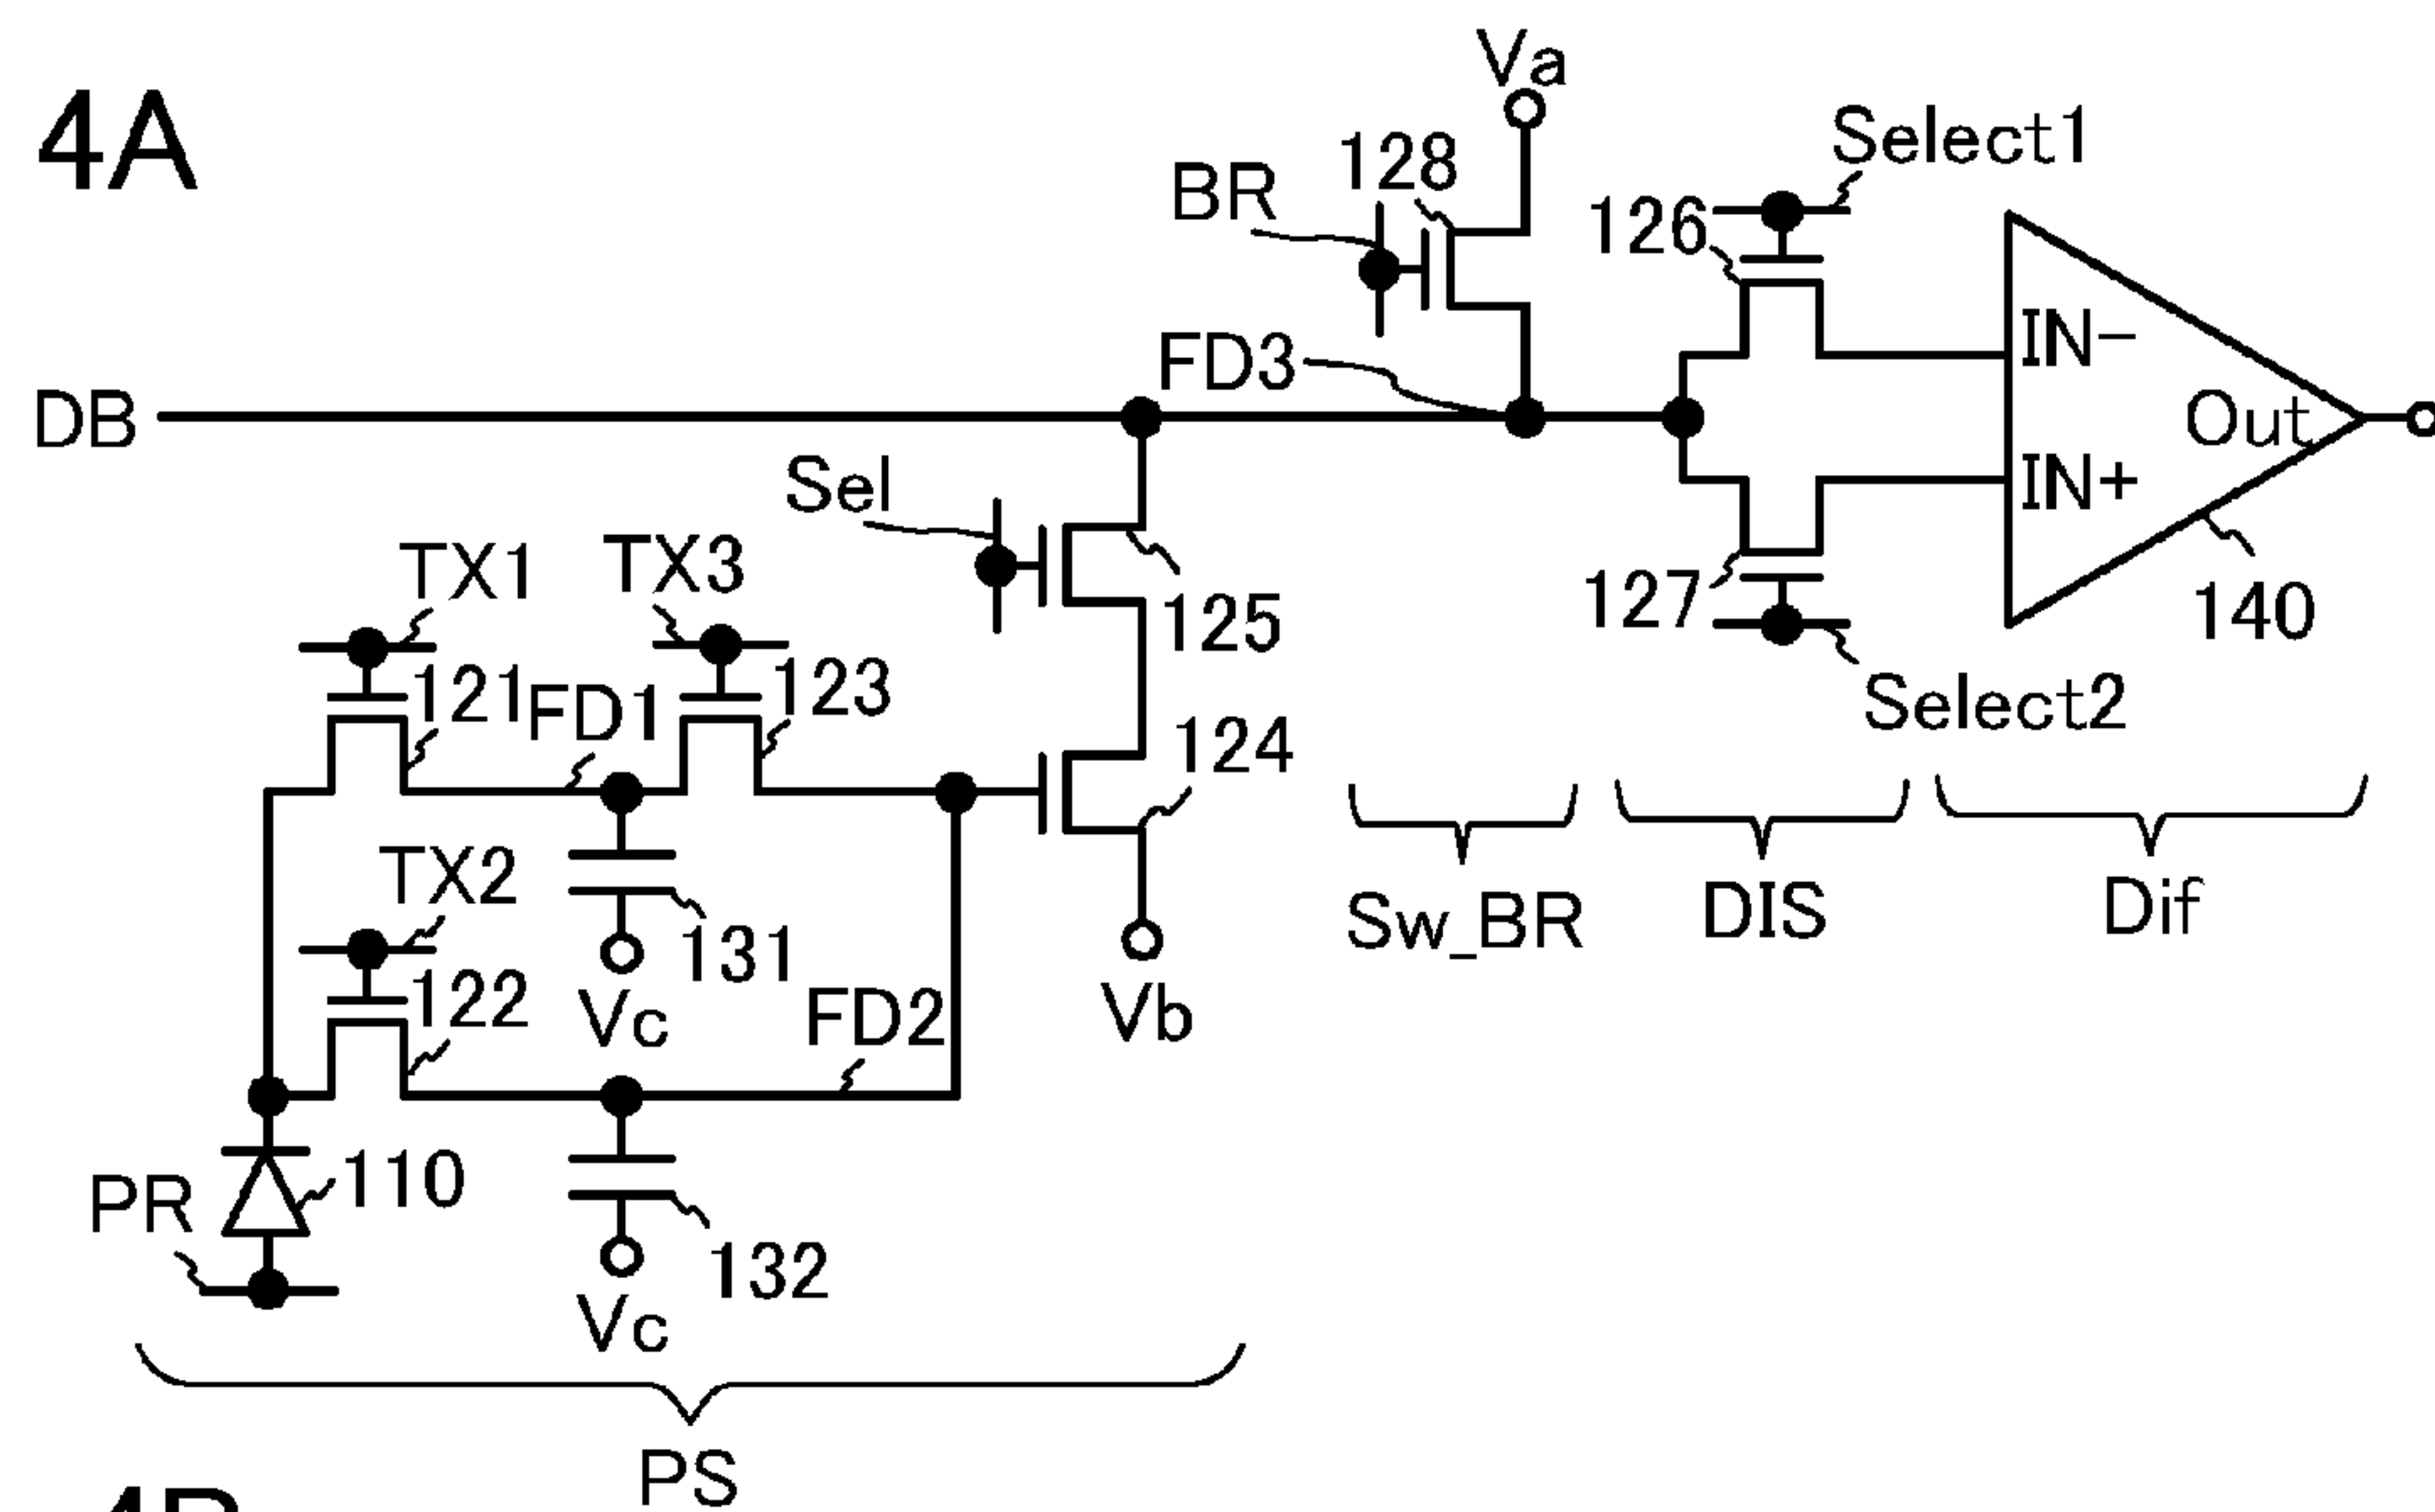 4A
Va
128
BR
Select1
126
FD3
IN-
DB
Out
IN+
Sel
TX1
TX3
127
125
140
121
FD1
123
Select2
124
TX2
131
Vc
122
FD2
Vb
Sw_BR
DIS
Dif
PR
110
132
Vc
PS